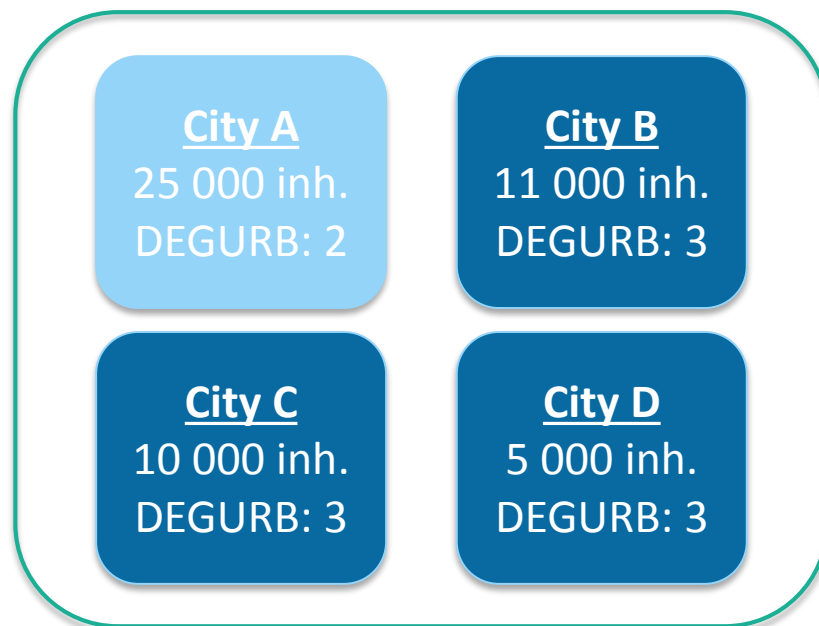 City A
25 000 inh.
DEGURB: 2
City B
11 000 inh.
DEGURB: 3
City C
10 000 inh.
DEGURB: 3
City D
5 000 inh.
DEGURB: 3